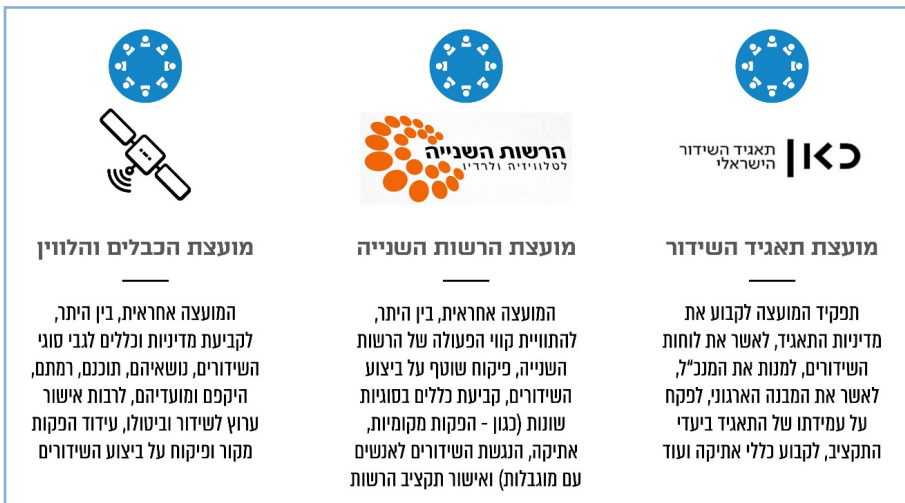 כאן
תאגיד השידור
הישראלי
מועצת תאגיד השידור
תפקיד המועצה לקבוע את
מדיניות התאגיד, לאשר את לוחות
השידורים, למנות את המנכ"ל,
לאשר את המבנה הארגוני, לפקח
על עמידתו של התאגיד ביעדי
התקציב, לקבוע כללי אתיקה ועוד
הרשות השנייה
לטלוויזיה ולרדיו
מועצת הרשות השנייה
המועצה אחראית, בין היתר,
להתוויית קווי הפעולה של הרשות
השנייה, פיקוח שוטף על ביצוע
השידורים, קביעת כללים בסוגיות
שונות (כגון - הפקות מקומיות,
אתיקה, הנגשת השידורים לאנשים
עם מוגבלות) ואישור תקציב הרשות
מועצת הכבלים והלווין
המועצה אחראית, בין היתר,
לקביעת מדיניות וכללים לגבי סוגי
השידורים, נושאיהם, תוכנם, רמתם,
היקפם ומועדיהם, לרבות אישור
ערוץ לשידור וביטולו, עידוד הפקות
מקור ופיקוח על ביצוע השידורים